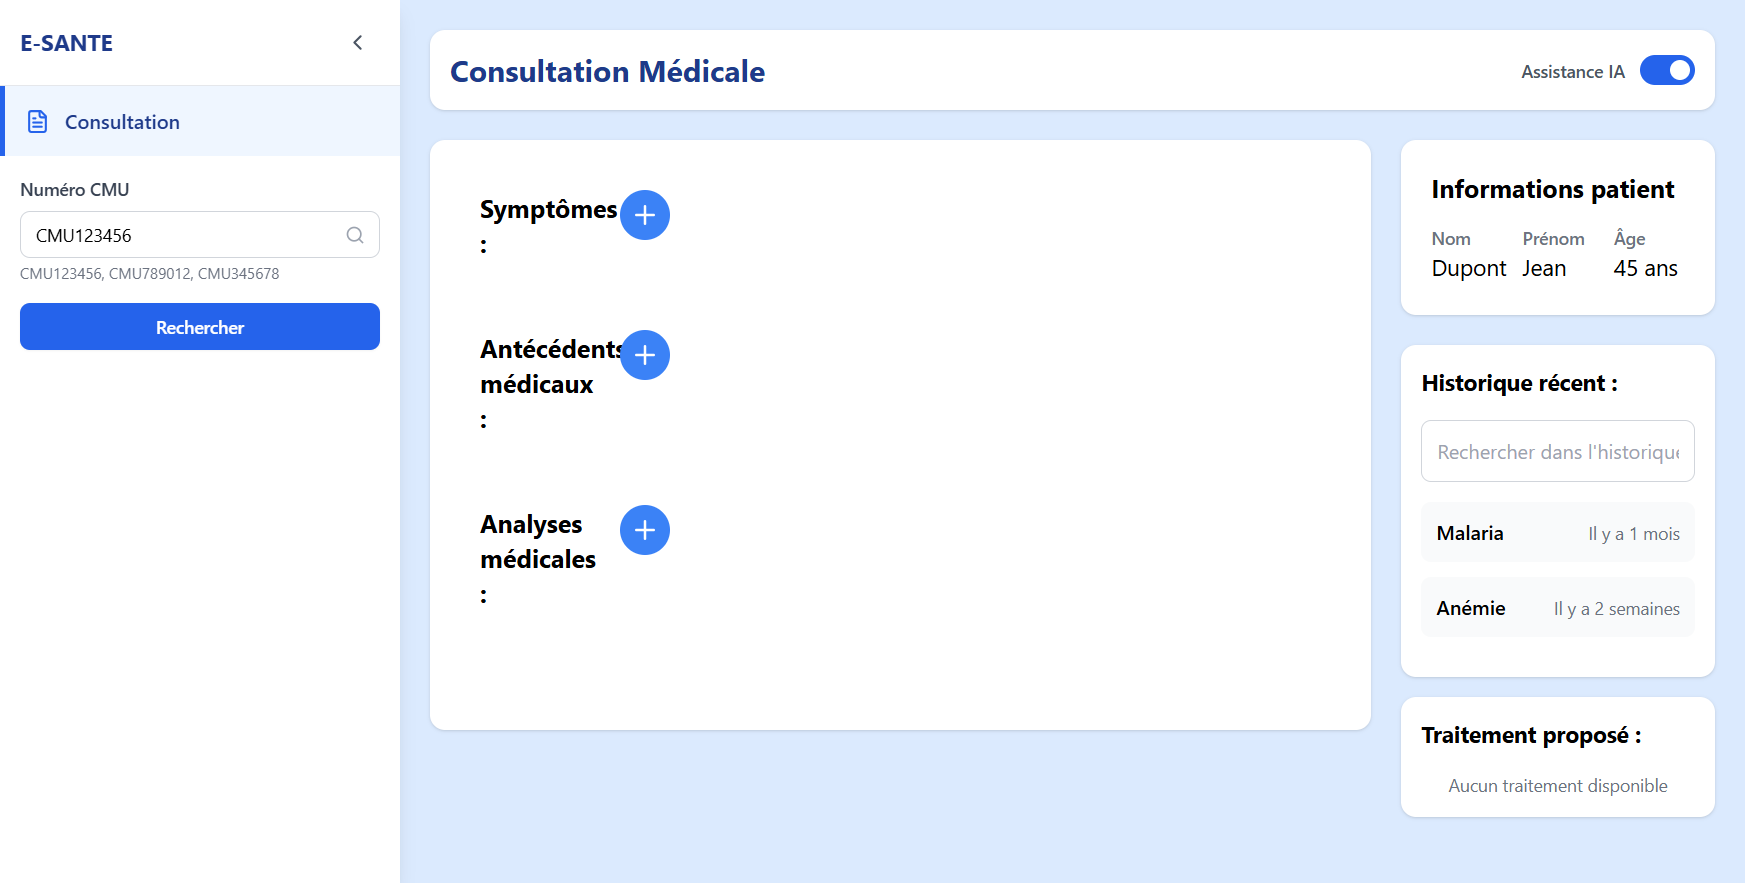 E-SANTE
Consultation
Numéro CMU
CMU123456
CMU123456, CMU789012, CMU345678
Rechercher
Consultation Médicale
Assistance IA
Symptômes
:
Antécédents
médicaux
:
Analyses
médicales
:
Informations patient
Nom Prénom Âge
Dupont Jean 45 ans
Historique récent :
Rechercher dans l'historique
Malaria Il y a 1 mois
Anémie Il y a 2 semaines
Traitement proposé :
Aucun traitement disponible